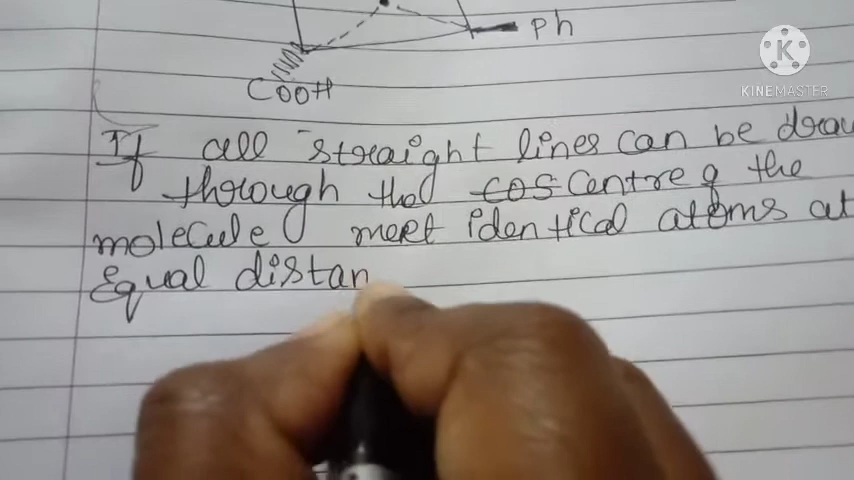 Ph
K
KINEMASTER
COOH
If all straight lines can be draw
through the cos centre of the
molecule meet identical atoms at
Equal distan